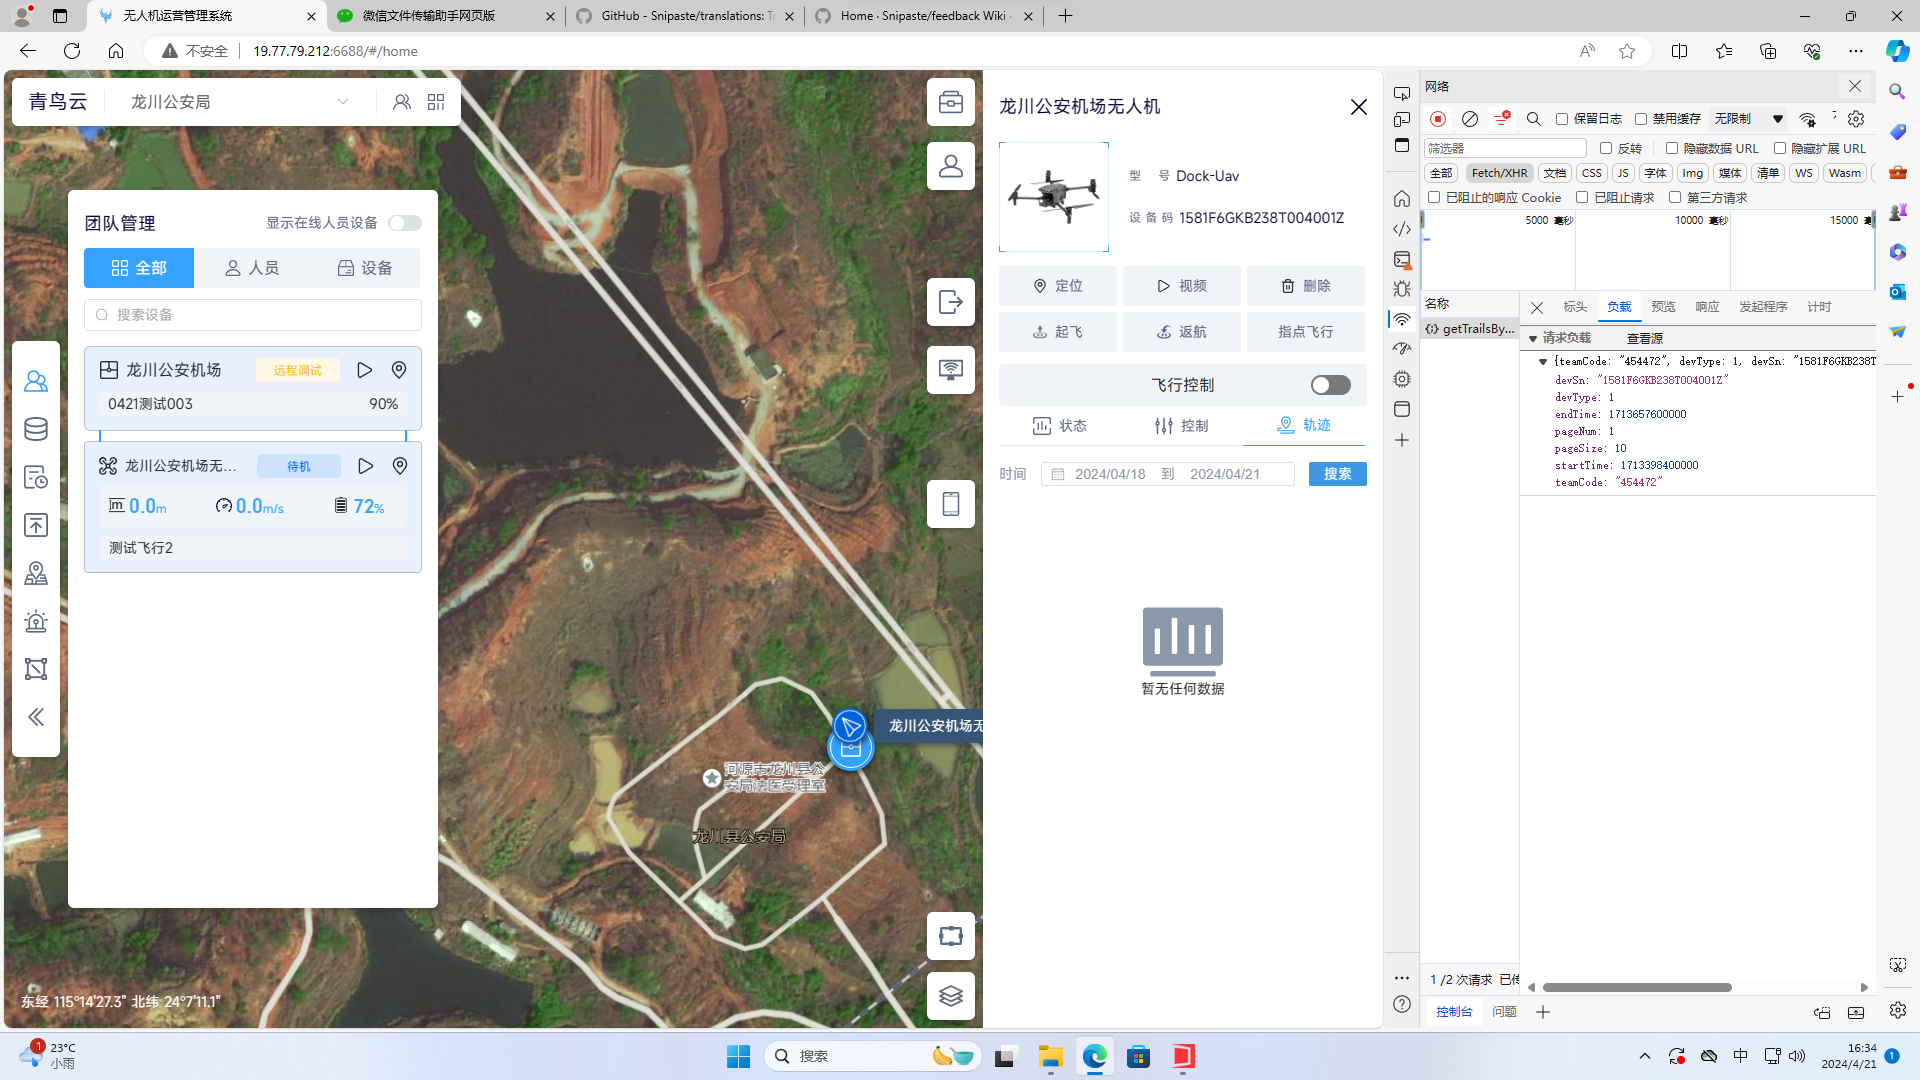 无人机运营管理系统
微信文件传输助手网页版
GitHub - Snipaste/translations: Tr
Home · Snipaste/feedback Wiki ·
不安全
19.77.79.212:6688/#/home
青鸟云
龙川公安局
团队管理
显示在线人员设备
全部
人员
设备
搜索设备
龙川公安机场
远程调试
0421测试003
90%
龙川公安机场无...
待机
0.0m
0.0m/s
72%
测试飞行2
龙川公安机场无
河源市龙川县公
安局法医受理室
龙川县公安局
东经 115°14'27.3" 北纬 24°7'11.1"
龙川公安机场无人机
型 号 Dock-Uav
设备码 1581F6GKB238T004001Z
定位
视频
删除
起飞
返航
指点飞行
飞行控制
状态
控制
轨迹
时间
2024/04/18 到 2024/04/21
搜索
暂无任何数据
网络
保留日志
禁用缓存
无限制
筛选器
反转
隐藏数据 URL
隐藏扩展 URL
全部
Fetch/XHR
文档
CSS
JS
字体
Img
媒体
清单
WS
Wasm
已阻止的响应 Cookie
已阻止请求
第三方请求
5000 毫秒
10000 毫秒
15000 毫
名称
标头
负载
预览
响应
发起程序
计时
getTrailsBy...
请求负载
查看源
{teamCode: "454472", devType: 1, devSn: "1581F6GKB238T
devSn: "1581F6GKB238T004001Z"
devType: 1
endTime: 1713657600000
pageNum: 1
pageSize: 10
startTime: 1713398400000
teamCode: "454472"
1 /2 次请求 已传
控制台
问题
1
23°C
小雨
搜索
中
16:34
2024/4/21
1